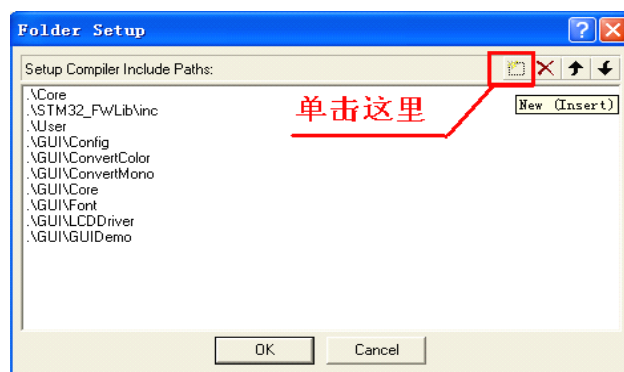 Folder Setup
Setup Compiler Include Paths:
.\Core
.\STM32_FWLib\inc
.\User
.\GUI\Config
.\GUI\ConvertColor
.\GUI\ConvertMono
.\GUI\Core
.\GUI\Font
.\GUI\LCDDriver
.\GUI\GUIDemo
单击这里
New (Insert)
OK
Cancel